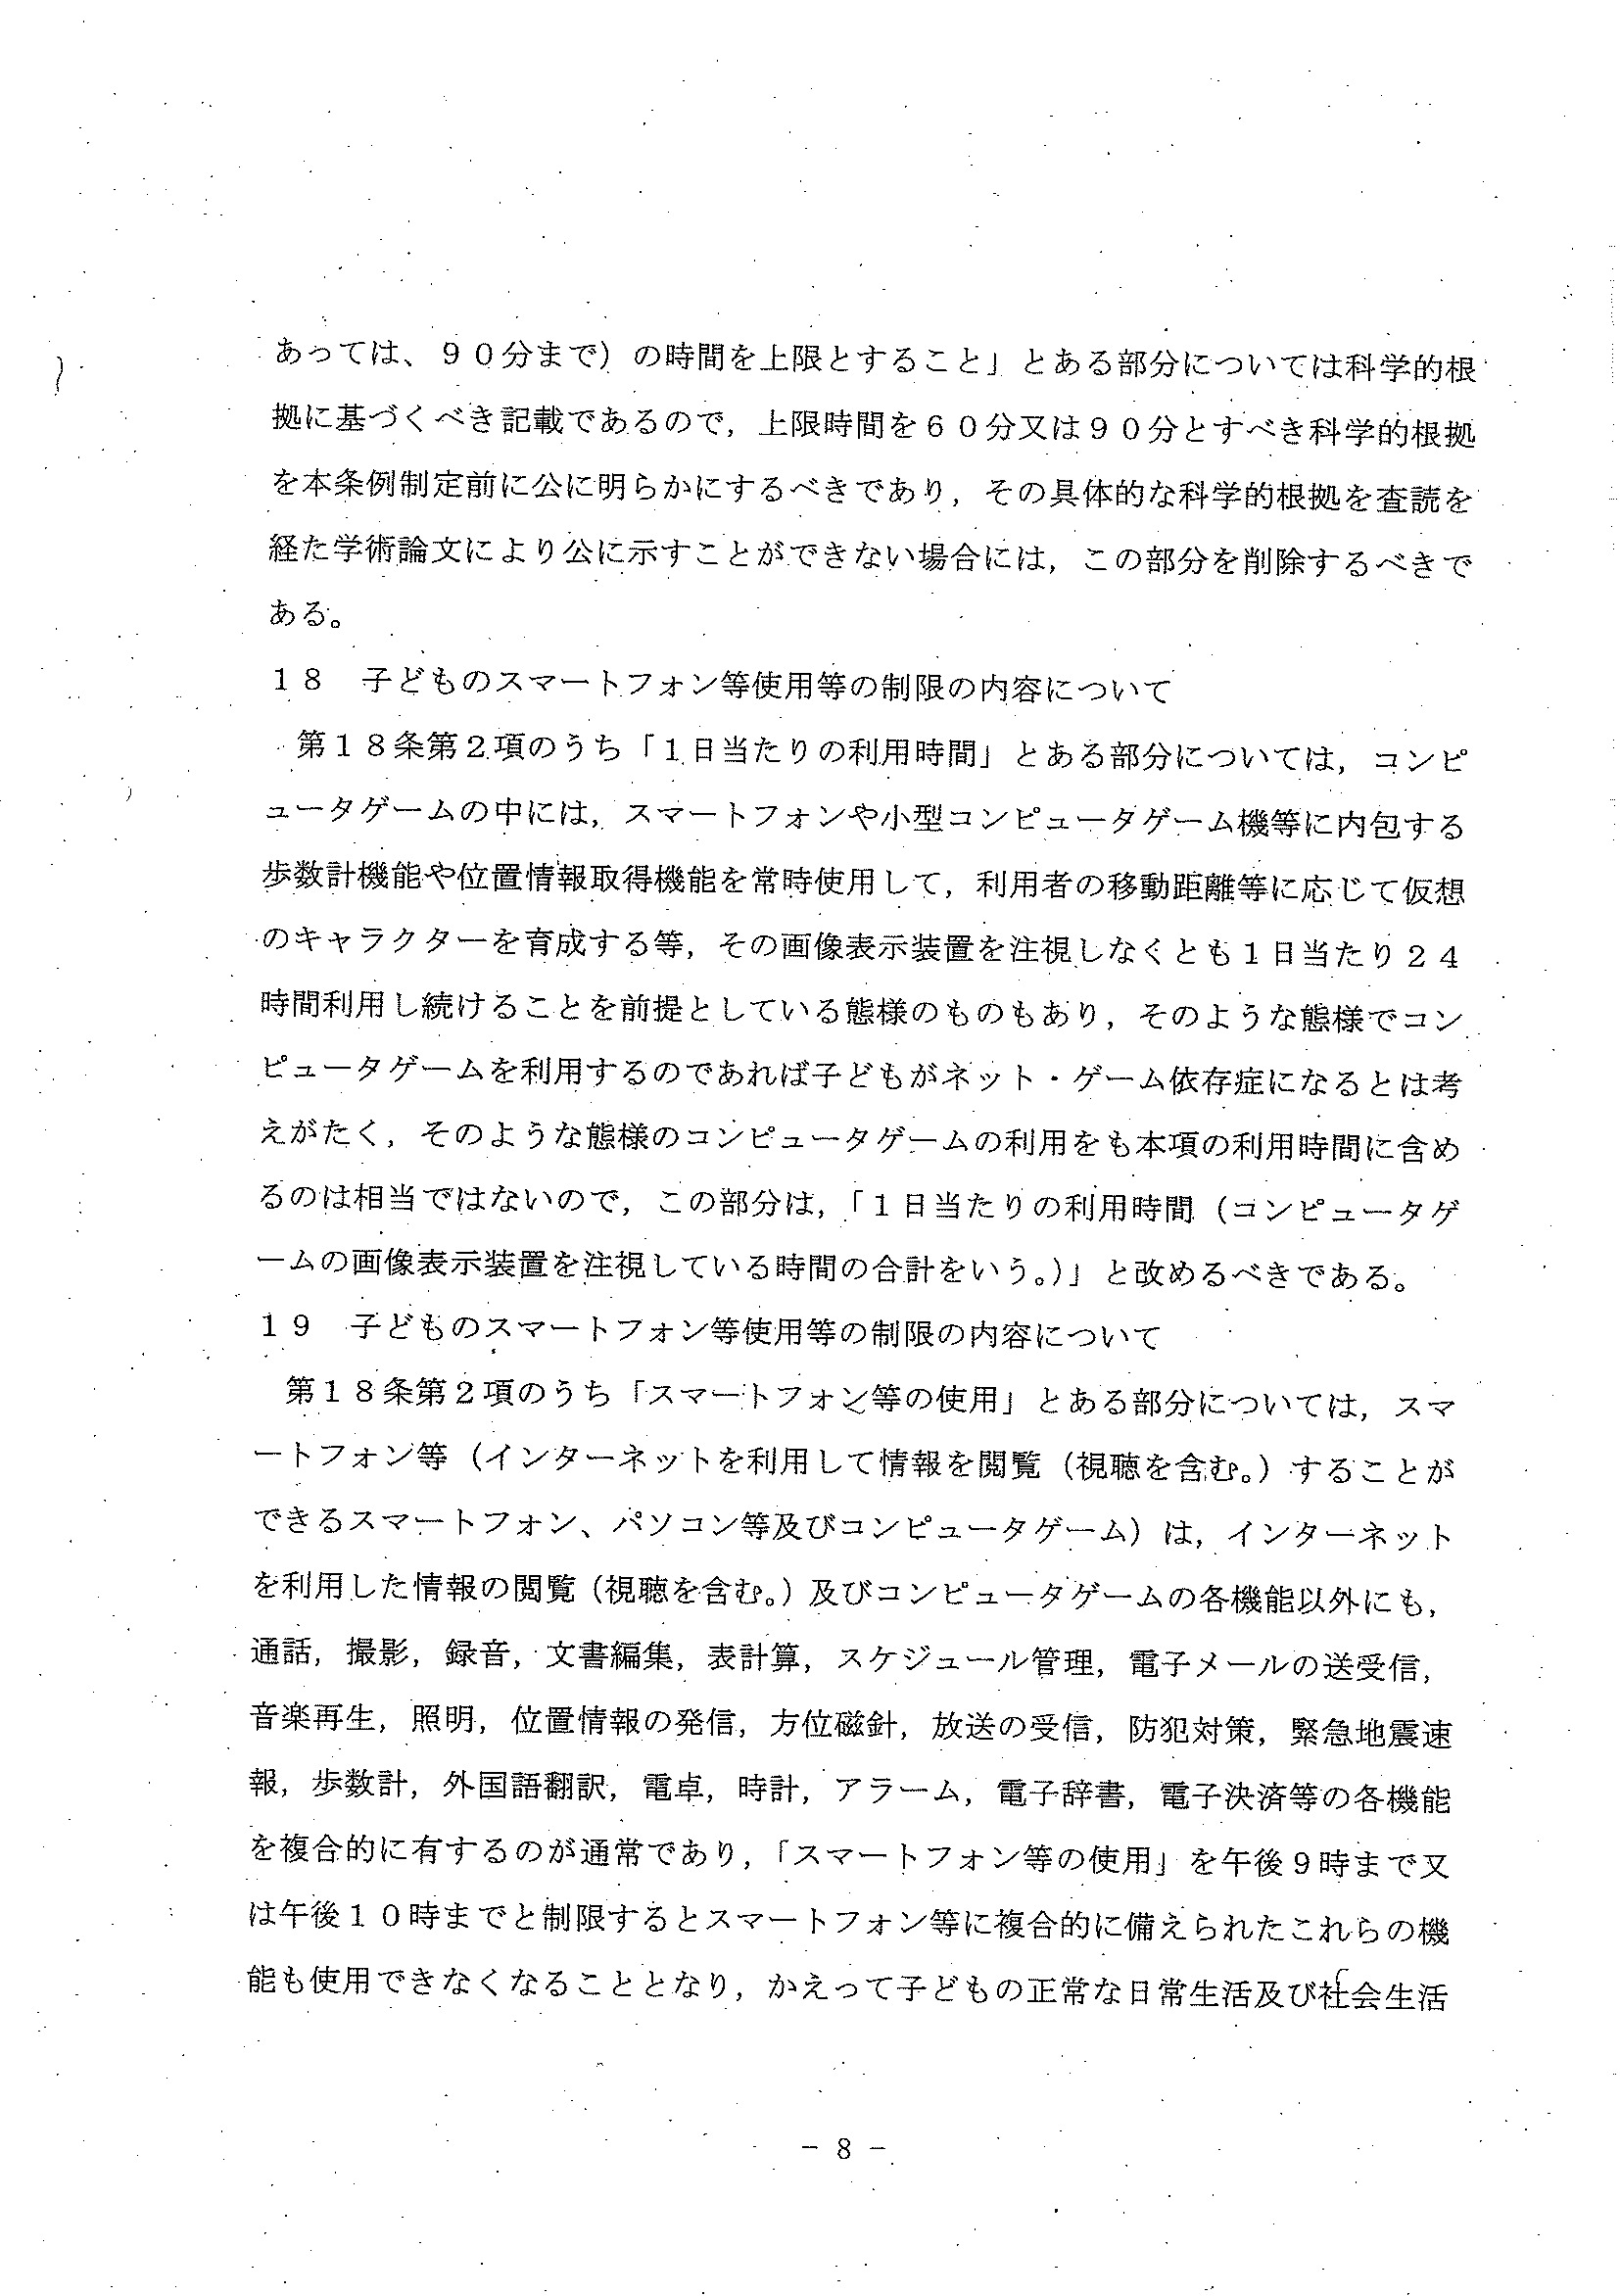 あっては、９０分まで）の時間を上限とすること」とある部分については科学的根
拠に基づくべき記載であるので，上限時間を６０分又は９０分とすべき科学的根拠
を本条例制定前に公に明らかにするべきであり，その具体的な科学的根拠を査読を
経た学術論文により公に示すことができない場合には，この部分を削除するべきで
ある。
１８　子どものスマートフォン等使用等の制限の内容について
第１８条第２項のうち「１日当たりの利用時間」とある部分については，コンピ
ュータゲームの中には，スマートフォンや小型コンピュータゲーム機等に内包する
歩数計機能や位置情報取得機能を常時使用して，利用者の移動距離等に応じて仮想
のキャラクターを育成する等，その画像表示装置を注視しなくとも１日当たり２４
時間利用し続けることを前提としている態様のものもあり，そのような態様でコン
ピュータゲームを利用するのであれば子どもがネット・ゲーム依存症になるとは考
えがたく，そのような態様のコンピュータゲームの利用をも本項の利用時間に含め
るのは相当ではないので，この部分は，「１日当たりの利用時間（コンピュータゲ
ームの画像表示装置を注視している時間の合計をいう。）」と改めるべきである。
１９　子どものスマートフォン等使用等の制限の内容について
第１８条第２項のうち「スマートフォン等の使用」とある部分については，スマ
ートフォン等（インターネットを利用して情報を閲覧（視聴を含む。）することが
できるスマートフォン、パソコン等及びコンピュータゲーム）は，インターネット
を利用した情報の閲覧（視聴を含む。）及びコンピュータゲームの各機能以外にも，
通話，撮影，録音，文書編集，表計算，スケジュール管理，電子メールの送受信，
音楽再生，照明，位置情報の発信，方位磁針，放送の受信，防犯対策，緊急地震速
報，歩数計，外国語翻訳，電卓，時計，アラーム，電子辞書，電子決済等の各機能
を複合的に有するのが通常であり，「スマートフォン等の使用」を午後９時まで又
は午後１０時までと制限するとスマートフォン等に複合的に備えられたこれらの機
能も使用できなくなることとなり，かえって子どもの正常な日常生活及び社会生活
－ 8 －